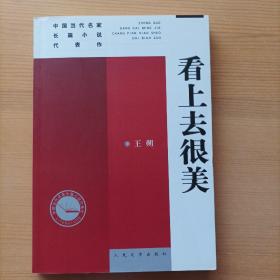 中国当代名家
长篇小说
代表作
ZHONG GUO
DANG DAI MING JIA
CHANG PIAN XIAO SHUO
DAI BIAO ZUO
看上去很美
王朔
人民文学出版社